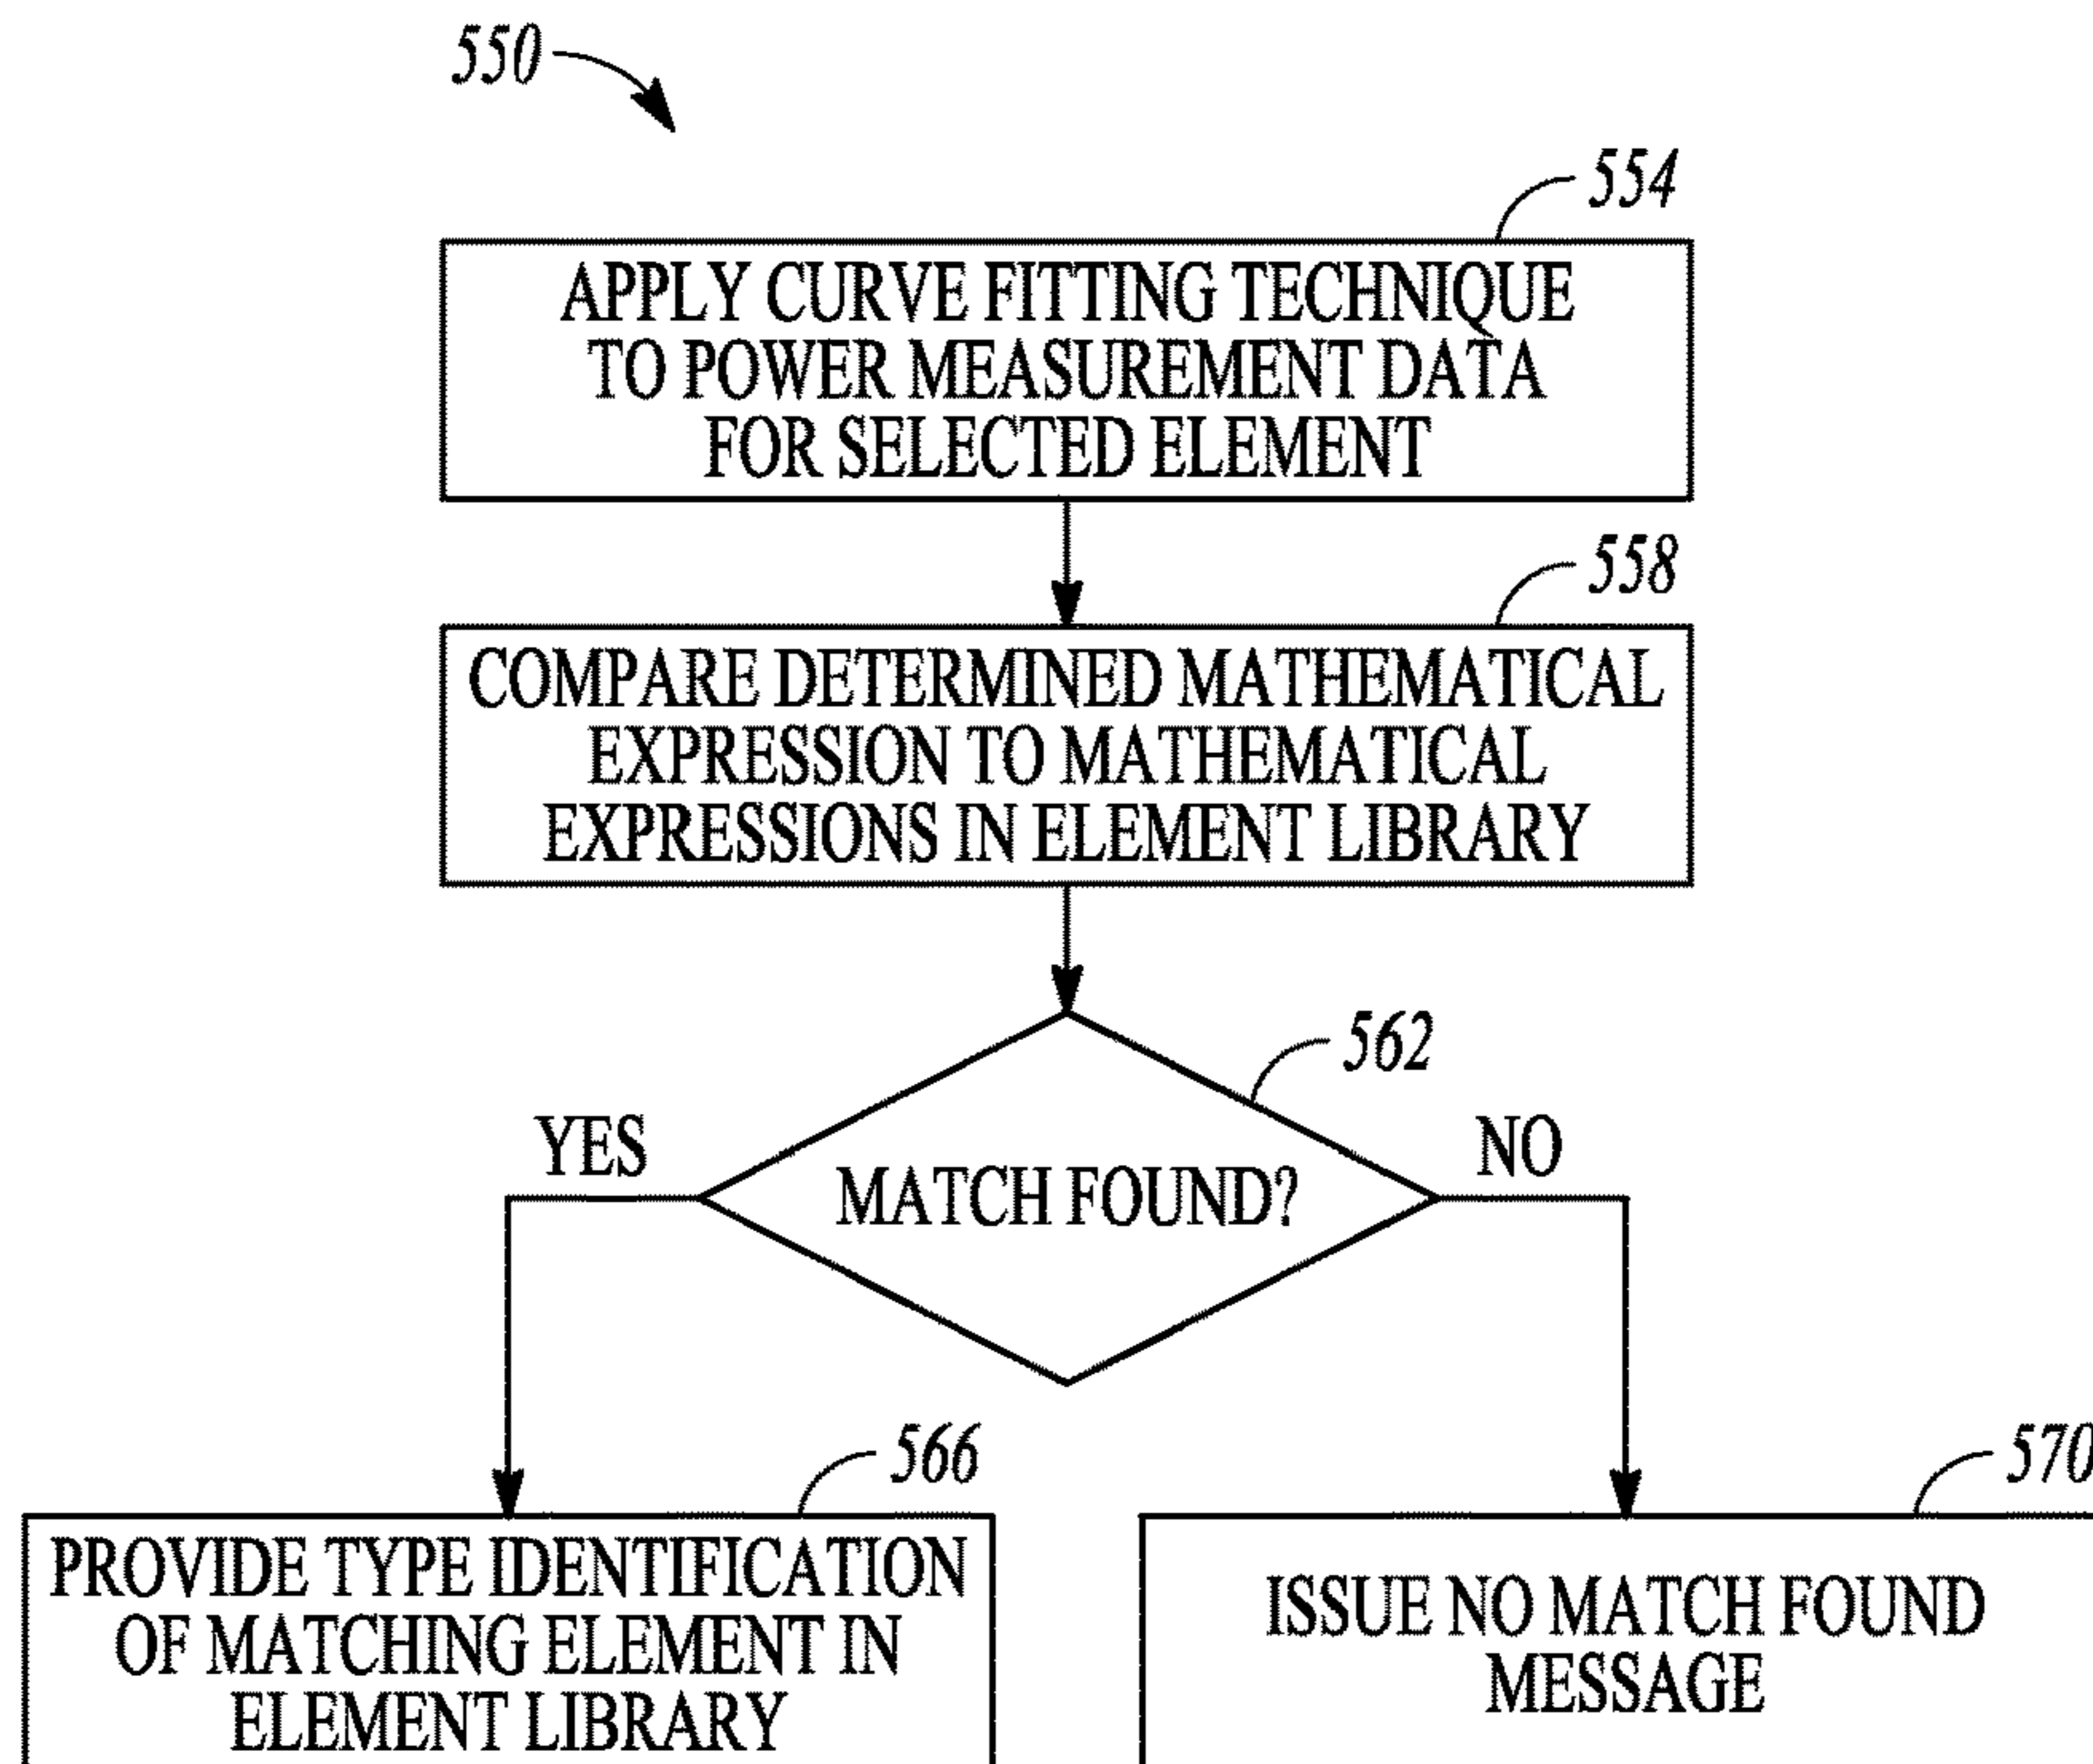 550
554
APPLY CURVE FITTING TECHNIQUE
TO POWER MEASUREMENT DATA
FOR SELECTED ELEMENT
558
COMPARE DETERMINED MATHEMATICAL
EXPRESSION TO MATHEMATICAL
EXPRESSIONS IN ELEMENT LIBRARY
562
YES
MATCH FOUND?
NO
566
PROVIDE TYPE IDENTIFICATION
OF MATCHING ELEMENT IN
ELEMENT LIBRARY
570
ISSUE NO MATCH FOUND
MESSAGE